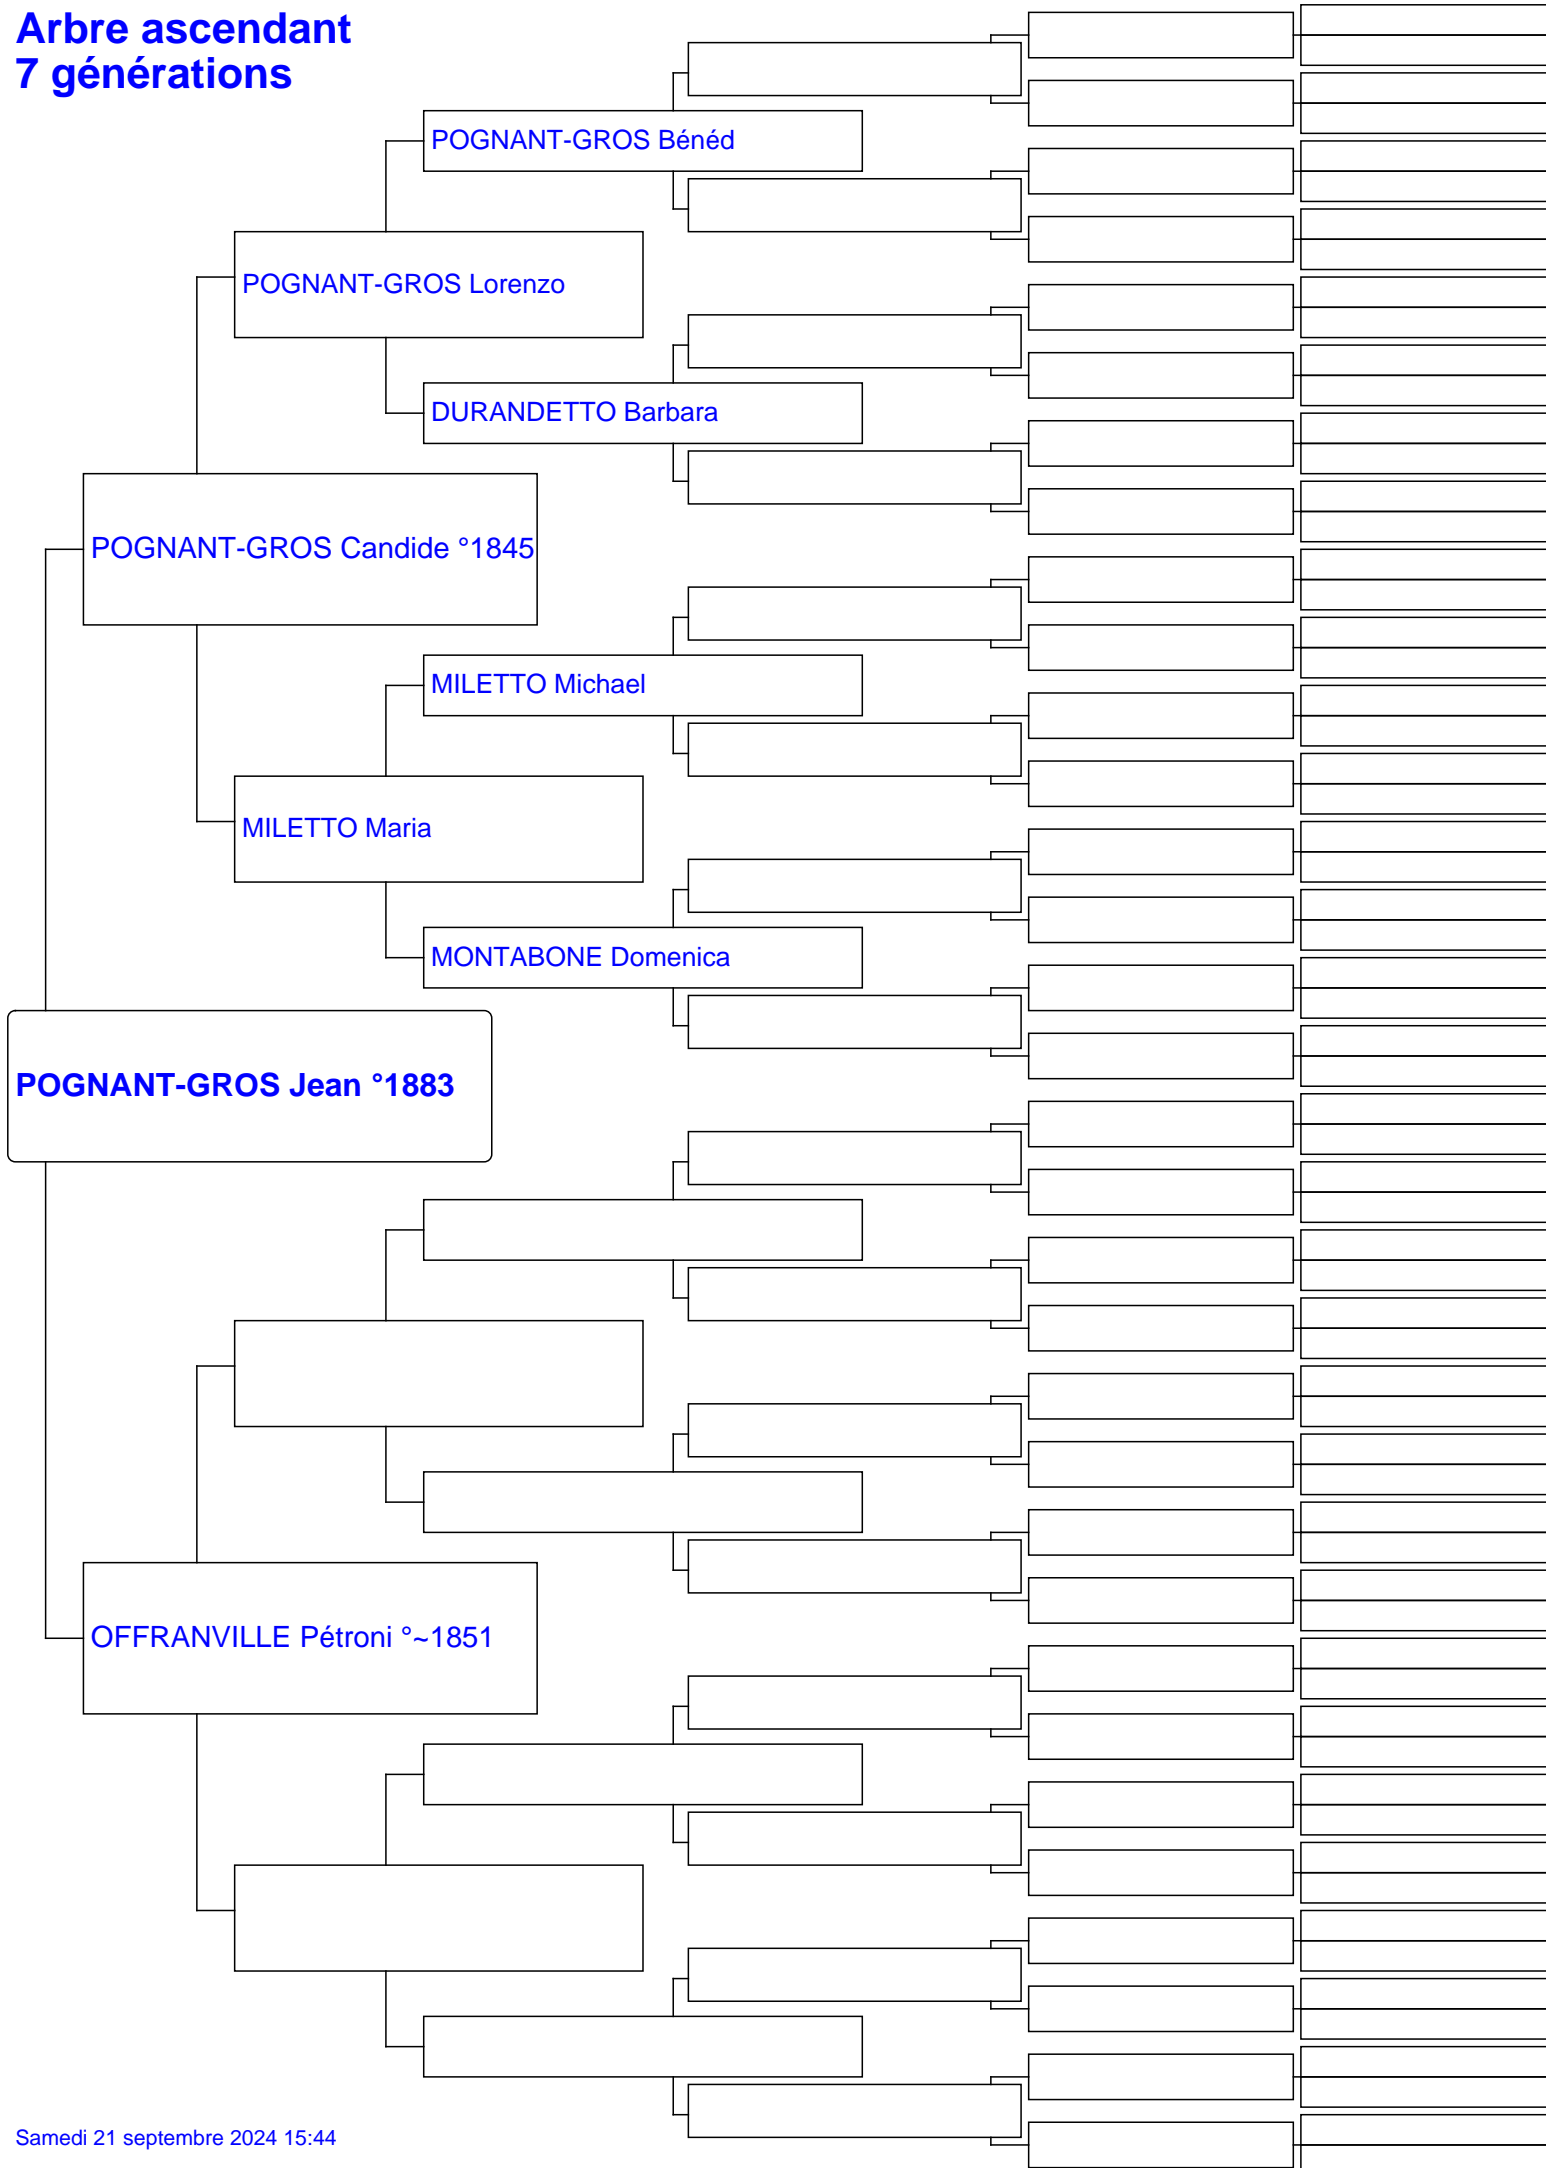 Arbre ascendant
7 générations
POGNANT-GROS Bénéd
POGNANT-GROS Lorenzo
DURANDETTO Barbara
POGNANT-GROS Candide °1845
MILETTO Michael
MILETTO Maria
MONTABONE Domenica
POGNANT-GROS Jean °1883
OFFRANVILLE Pétroni °~1851
Samedi 21 septembre 2024 15:44